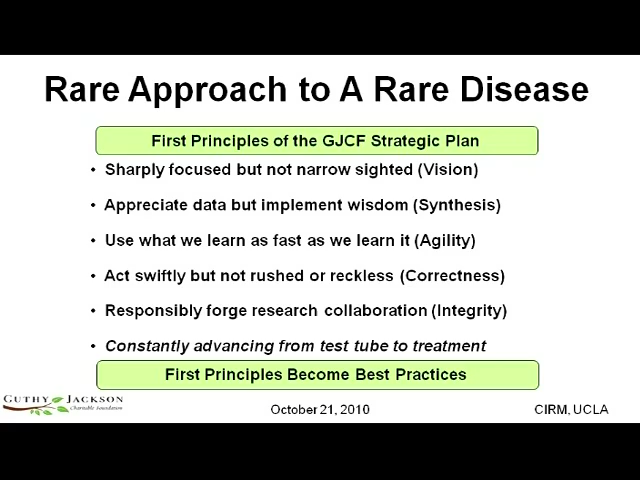 Rare Approach to A Rare Disease
First Principles of the GJCF Strategic Plan
• Sharply focused but not narrow sighted (Vision)
• Appreciate data but implement wisdom (Synthesis)
• Use what we learn as fast as we learn it (Agility)
• Act swiftly but not rushed or reckless (Correctness)
• Responsibly forge research collaboration (Integrity)
• Constantly advancing from test tube to treatment
First Principles Become Best Practices
GUTHY JACKSON
Charitable Foundation
October 21, 2010
CIRM, UCLA